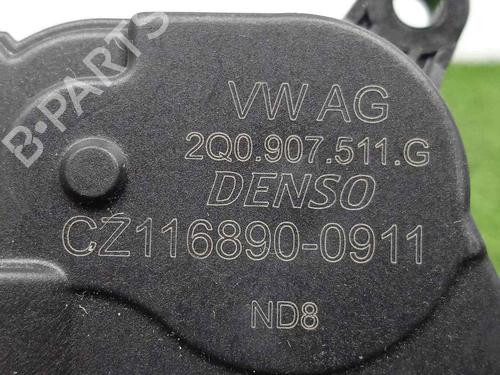 B-PARTS
VW AG
2Q0.907.511.G
DENSO
CZ116890-0911
ND8